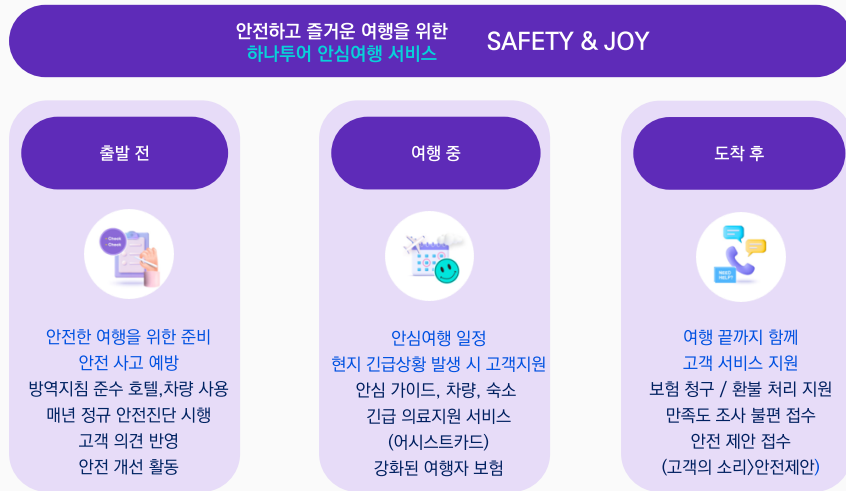 안전하고 즐거운 여행을 위한
하나투어 안심여행 서비스
SAFETY & JOY
출발 전
안전한 여행을 위한 준비
안전 사고 예방
방역지침 준수 호텔,차량 사용
매년 정규 안전진단 시행
고객 의견 반영
안전 개선 활동
여행 중
안심여행 일정
현지 긴급상황 발생 시 고객지원
안심 가이드, 차량, 숙소
긴급 의료지원 서비스
(어시스트카드)
강화된 여행자 보험
도착 후
NEED
HELP?
여행 끝까지 함께
고객 서비스 지원
보험 청구 / 환불 처리 지원
만족도 조사 불편 접수
안전 제안 접수
(고객의 소리>안전제안)